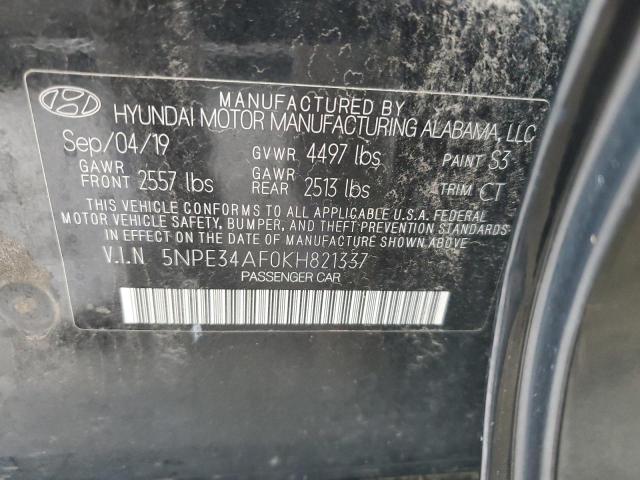 MANUFACTURED BY
HYUNDAI MOTOR MANUFACTURING ALABAMA, LLC
Sep/04/19 GVWR 4497 lbs PAINT S3
GAWR FRONT 2557 lbs GAWR REAR 2513 lbs TRIM CT
THIS VEHICLE CONFORMS TO ALL APPLICABLE U.S.A. FEDERAL
MOTOR VEHICLE SAFETY, BUMPER, AND THEFT PREVENTION STANDARDS
IN EFFECT ON THE DATE OF MANUFACTURE SHOWN ABOVE.
V.I.N 5NPE34AF0KH821337
PASSENGER CAR